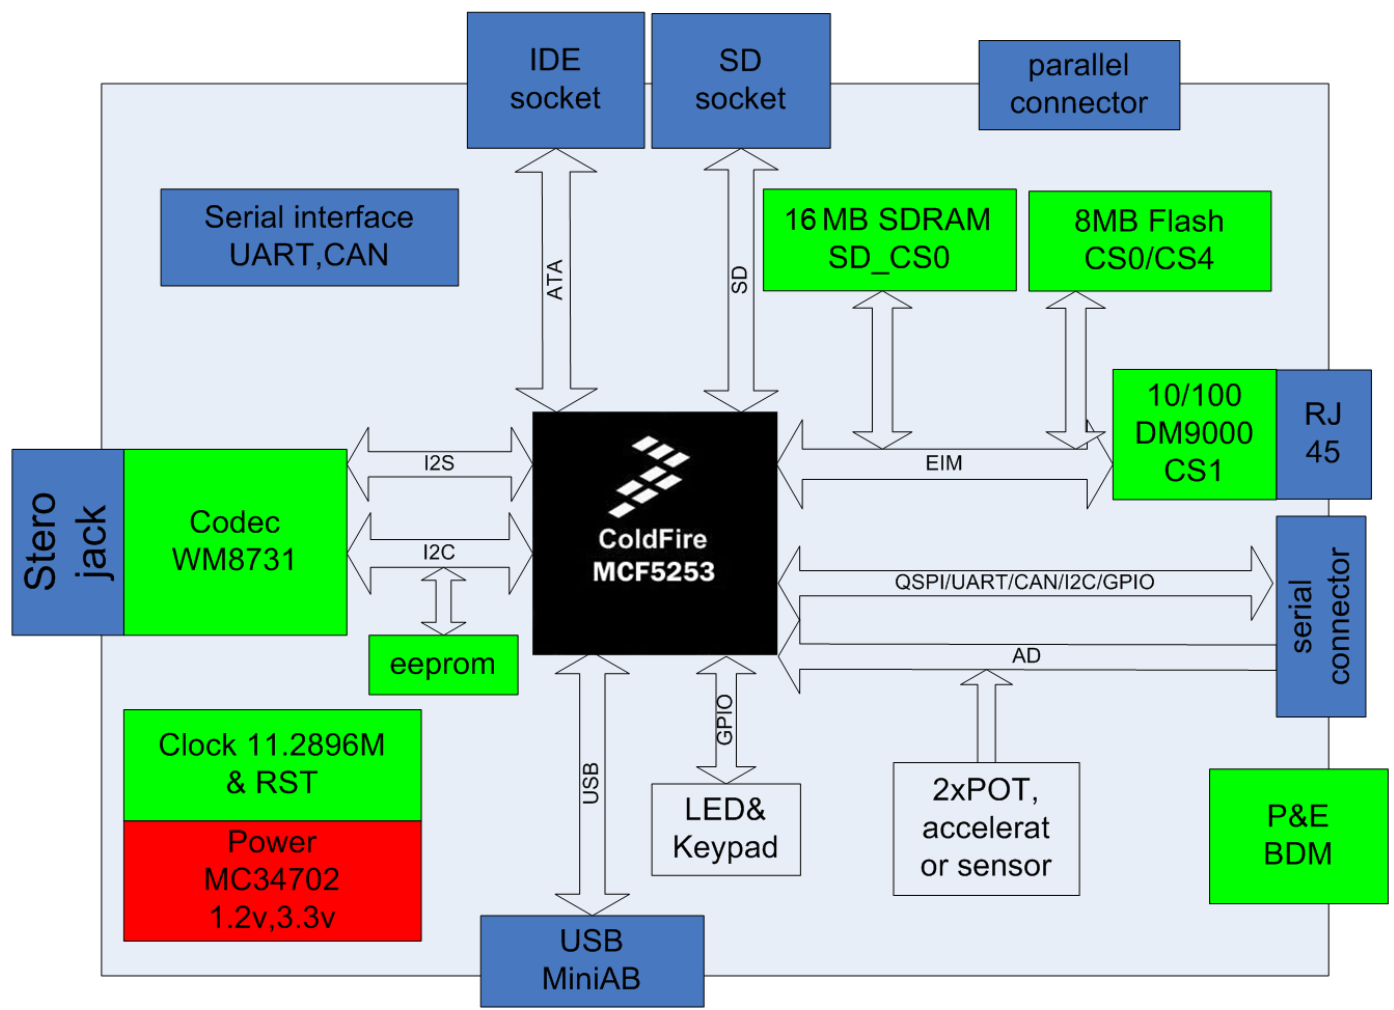 IDE
socket
SD
socket
parallel
connector
Serial interface
UART,CAN
16MB SDRAM
SD_CS0
8MB Flash
CS0/CS4
ATA
SD
10/100
DM9000
CS1
RJ
45
I2S
EIM
Stero
jack
Codec
WM8731
I2C
ColdFire
MCF5253
QSPI/UART/CAN/I2C/GPIO
serial
connector
AD
eeprom
GPIO
USB
Clock 11.2896M
& RST
Power
MC34702
1.2v,3.3v
LED&
Keypad
2xPOT,
accelerat
or sensor
P&E
BDM
USB
MiniAB